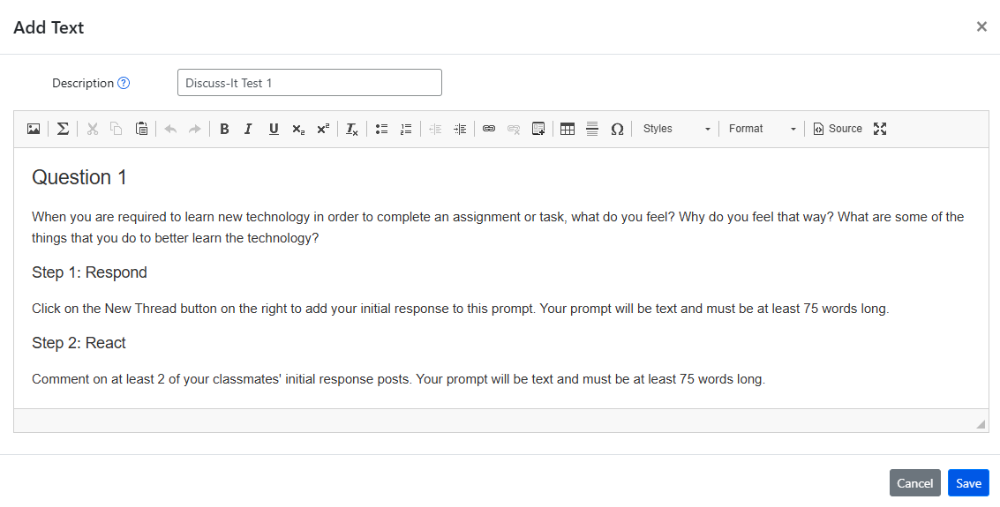 Add Text
×
Description ?
Discuss-It Test 1
B I U x₂ x² Tx Σ Ω Styles Format Source
Question 1
When you are required to learn new technology in order to complete an assignment or task, what do you feel? Why do you feel that way? What are some of the
things that you do to better learn the technology?
Step 1: Respond
Click on the New Thread button on the right to add your initial response to this prompt. Your prompt will be text and must be at least 75 words long.
Step 2: React
Comment on at least 2 of your classmates' initial response posts. Your prompt will be text and must be at least 75 words long.
Cancel Save